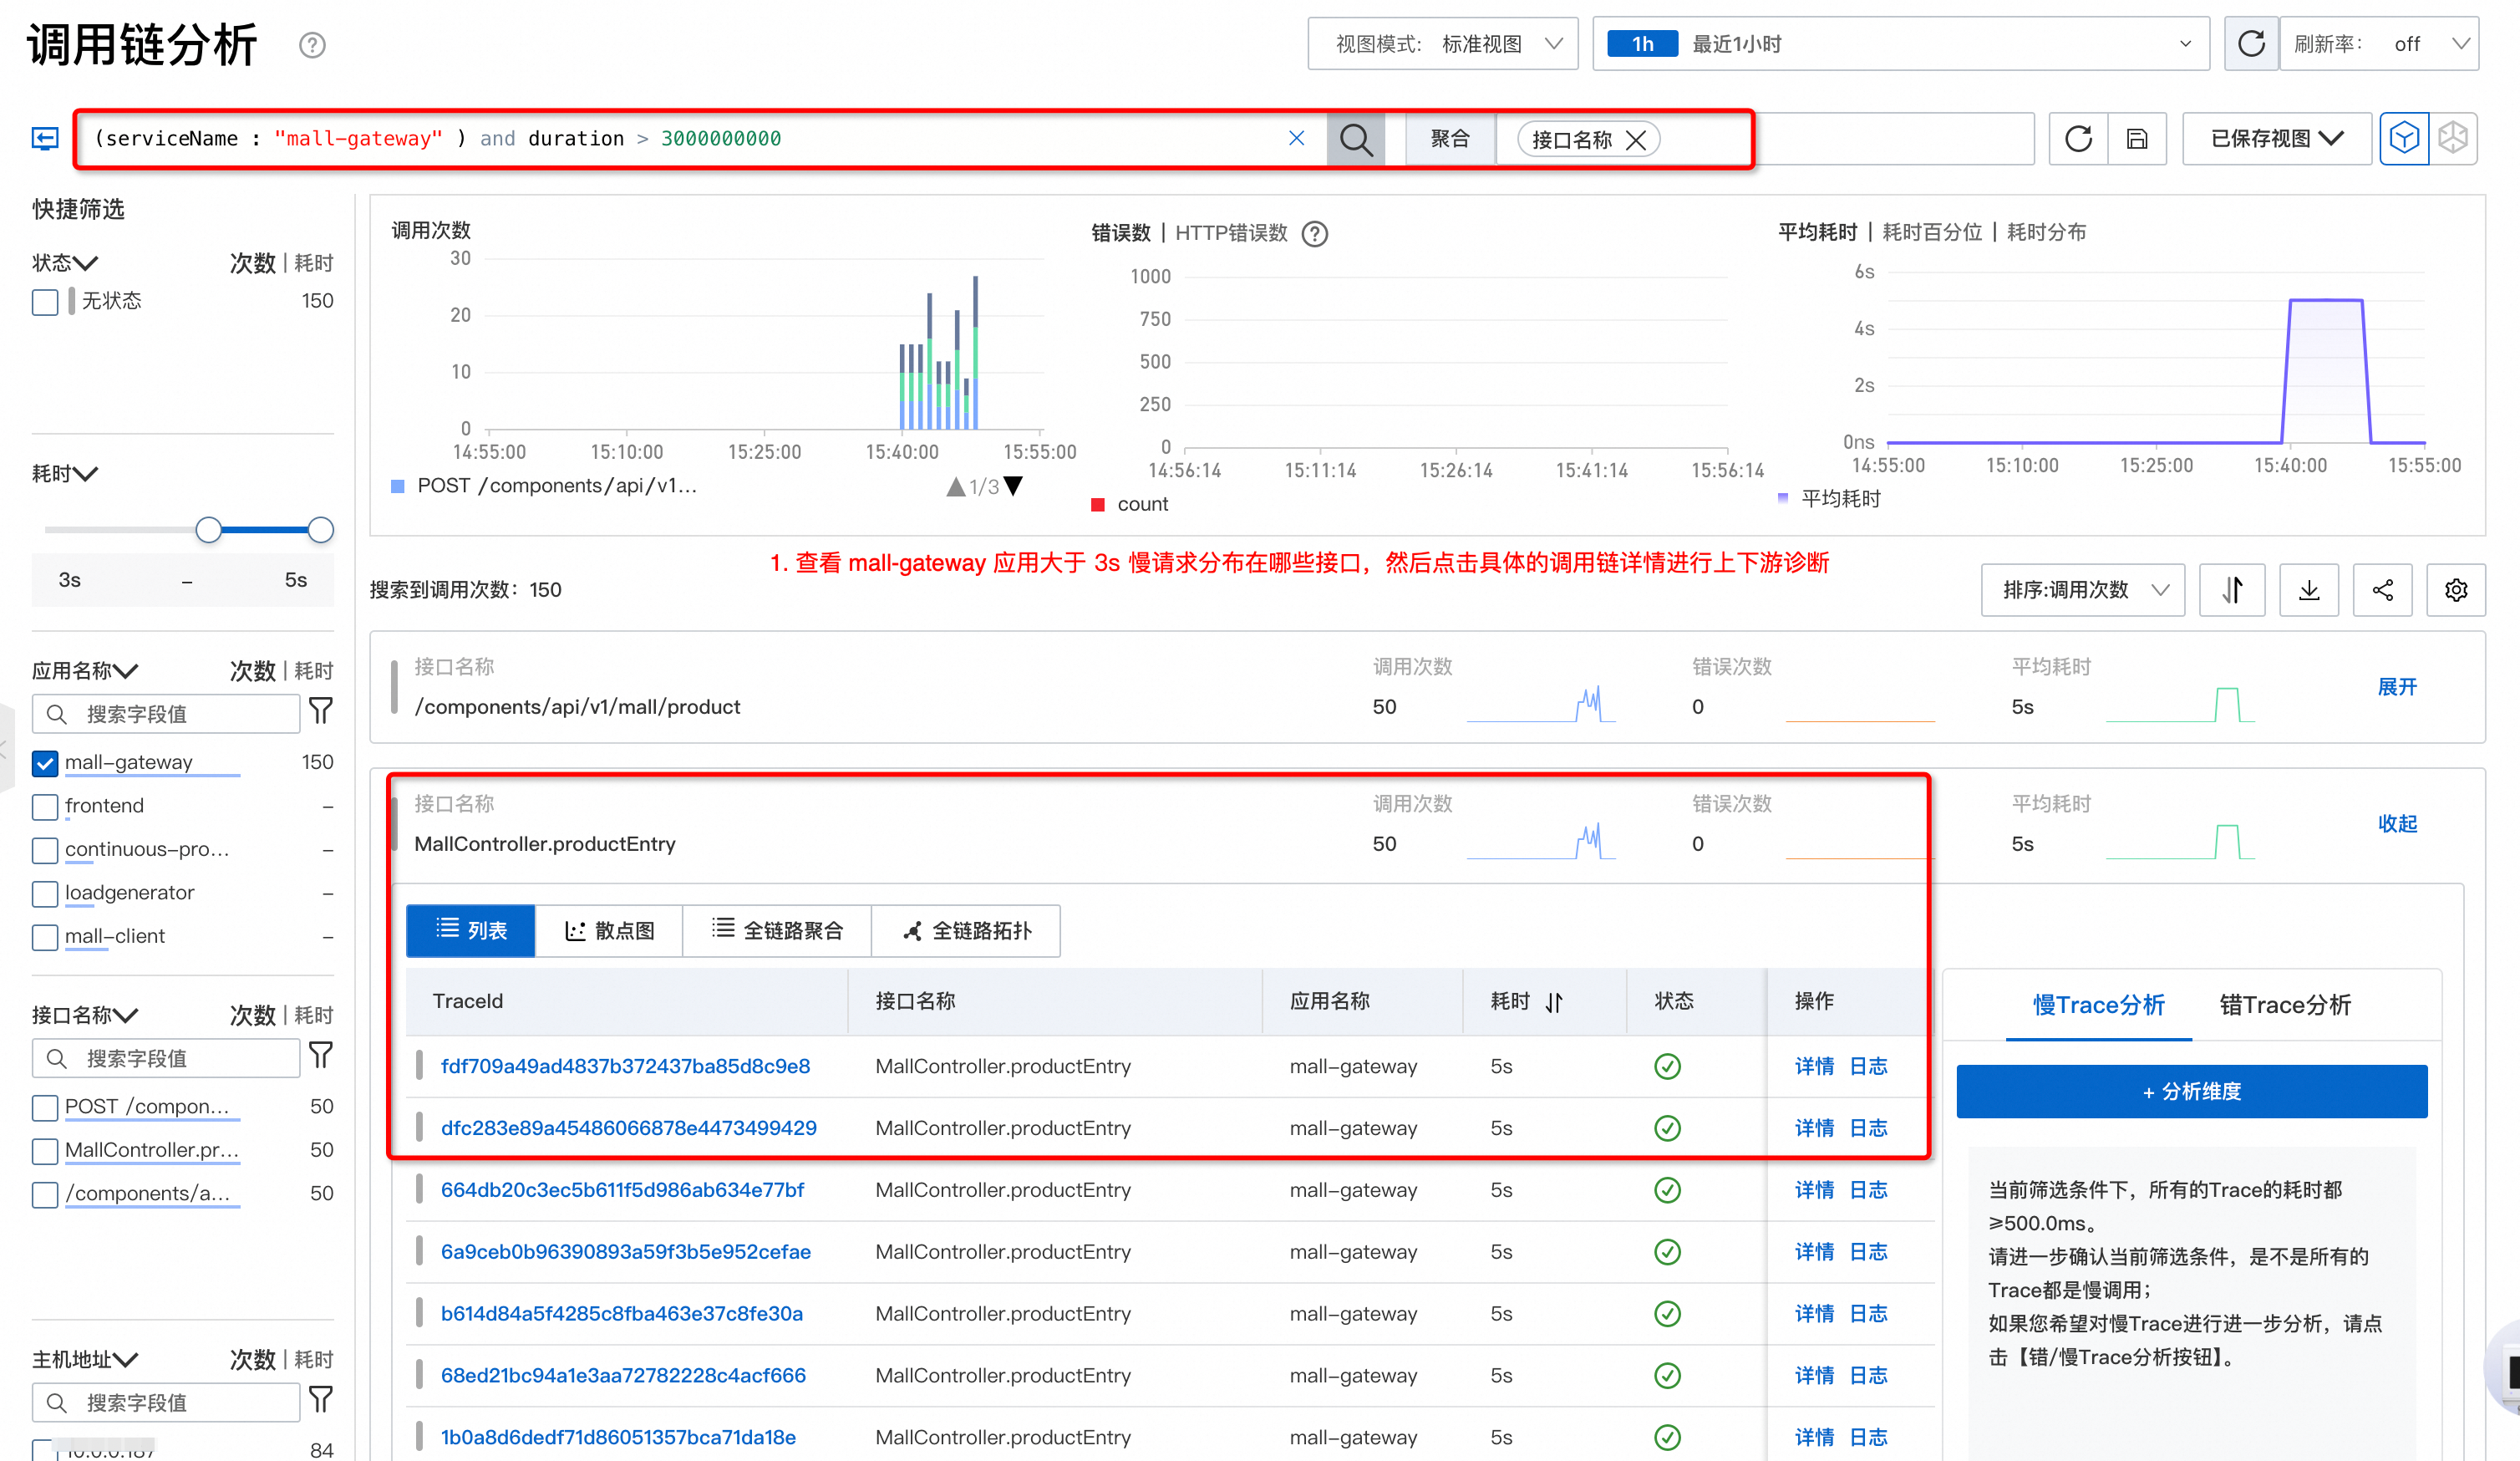 调用链分析
视图模式: 标准视图
1h 最近1小时
刷新率: off
(serviceName : "mall-gateway" ) and duration > 3000000000
聚合 接口名称
已保存视图
快捷筛选
状态 次数 | 耗时
无状态 150
耗时
3s – 5s
应用名称 次数 | 耗时
搜索字段值
mall-gateway 150
frontend –
continuous-pro... –
loadgenerator –
mall-client –
接口名称 次数 | 耗时
搜索字段值
POST /compon... 50
MallController.pr... 50
/components/a... 50
主机地址 次数 | 耗时
搜索字段值
84
调用次数
30
20
10
0
14:55:00 15:10:00 15:25:00 15:40:00 15:55:00
POST /components/api/v1... 1/3
错误数 | HTTP错误数
1000
750
500
250
0
14:56:14 15:11:14 15:26:14 15:41:14 15:56:14
count
平均耗时 | 耗时百分位 | 耗时分布
6s
4s
2s
0ns
14:55:00 15:10:00 15:25:00 15:40:00 15:55:00
平均耗时
1. 查看 mall-gateway 应用大于 3s 慢请求分布在哪些接口，然后点击具体的调用链详情进行上下游诊断
搜索到调用次数：150
排序:调用次数
接口名称 调用次数 错误次数 平均耗时
/components/api/v1/mall/product 50 0 5s 展开
接口名称 调用次数 错误次数 平均耗时
MallController.productEntry 50 0 5s 收起
列表 散点图 全链路聚合 全链路拓扑
TraceId 接口名称 应用名称 耗时 状态 操作
fdf709a49ad4837b372437ba85d8c9e8 MallController.productEntry mall-gateway 5s 详情 日志
dfc283e89a45486066878e4473499429 MallController.productEntry mall-gateway 5s 详情 日志
664db20c3ec5b611f5d986ab634e77bf MallController.productEntry mall-gateway 5s 详情 日志
6a9ceb0b96390893a59f3b5e952cefae MallController.productEntry mall-gateway 5s 详情 日志
b614d84a5f4285c8fba463e37c8fe30a MallController.productEntry mall-gateway 5s 详情 日志
68ed21bc94a1e3aa72782228c4acf666 MallController.productEntry mall-gateway 5s 详情 日志
1b0a8d6dedf71d86051357bca71da18e MallController.productEntry mall-gateway 5s 详情 日志
慢Trace分析 错Trace分析
+ 分析维度
当前筛选条件下，所有的Trace的耗时都
≥500.0ms。
请进一步确认当前筛选条件，是不是所有的
Trace都是慢调用；
如果您希望对慢Trace进行进一步分析，请点
击【错/慢Trace分析按钮】。